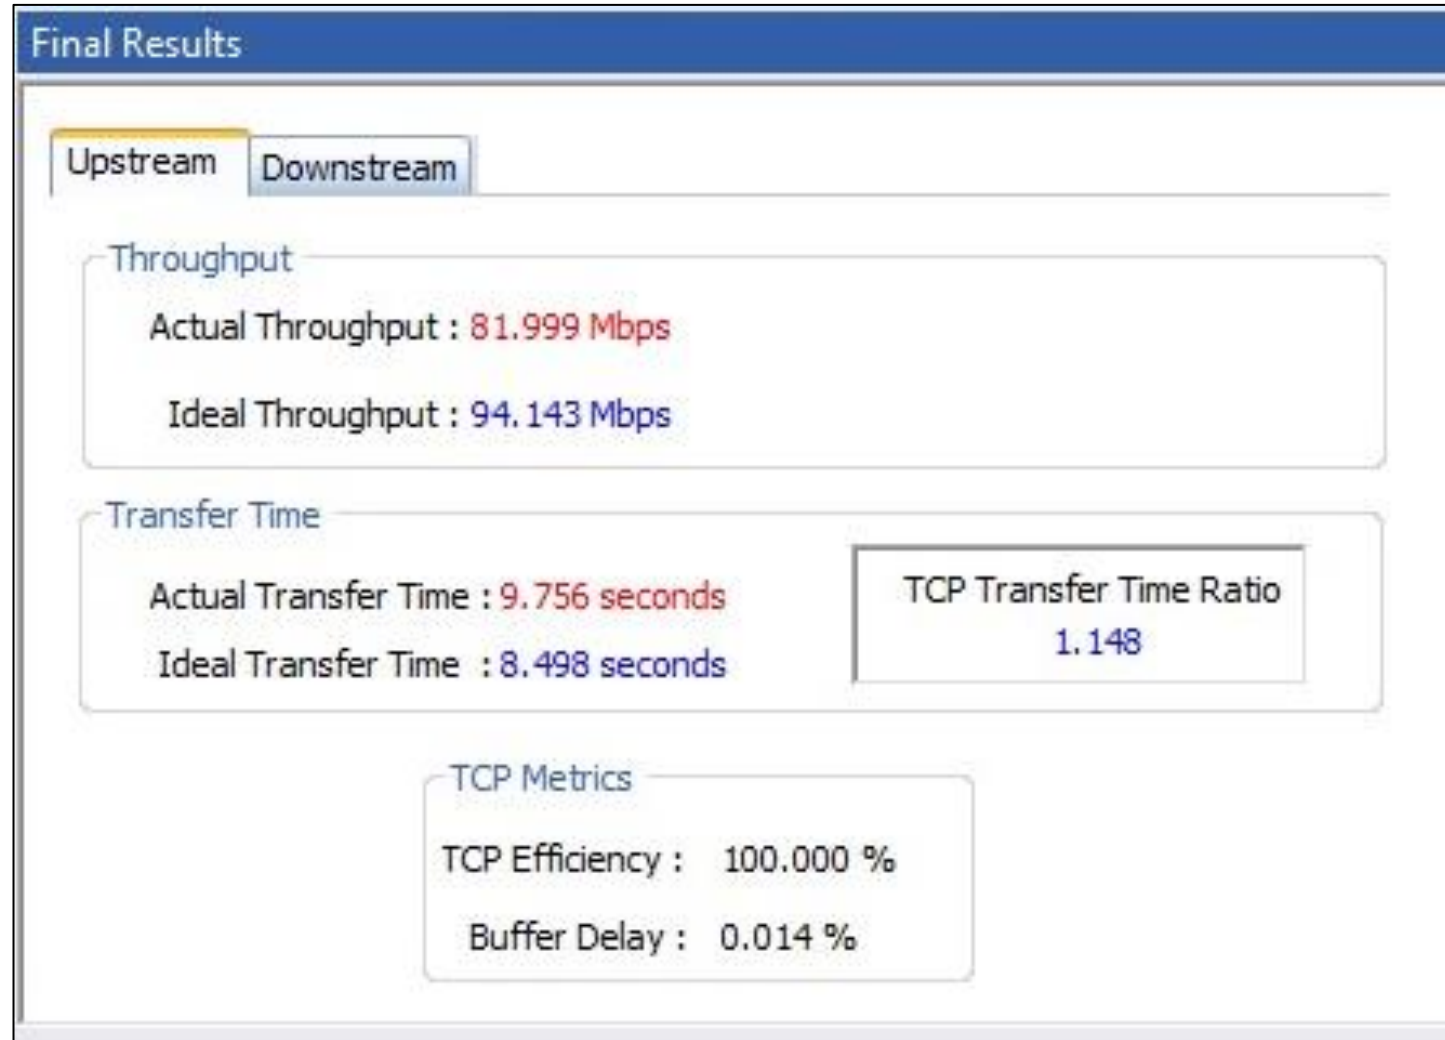 Final Results
Upstream
Downstream
Throughput
Actual Throughput : 81.999 Mbps
Ideal Throughput : 94.143 Mbps
Transfer Time
Actual Transfer Time : 9.756 seconds
Ideal Transfer Time : 8.498 seconds
TCP Transfer Time Ratio
1.148
TCP Metrics
TCP Efficiency : 100.000 %
Buffer Delay : 0.014 %